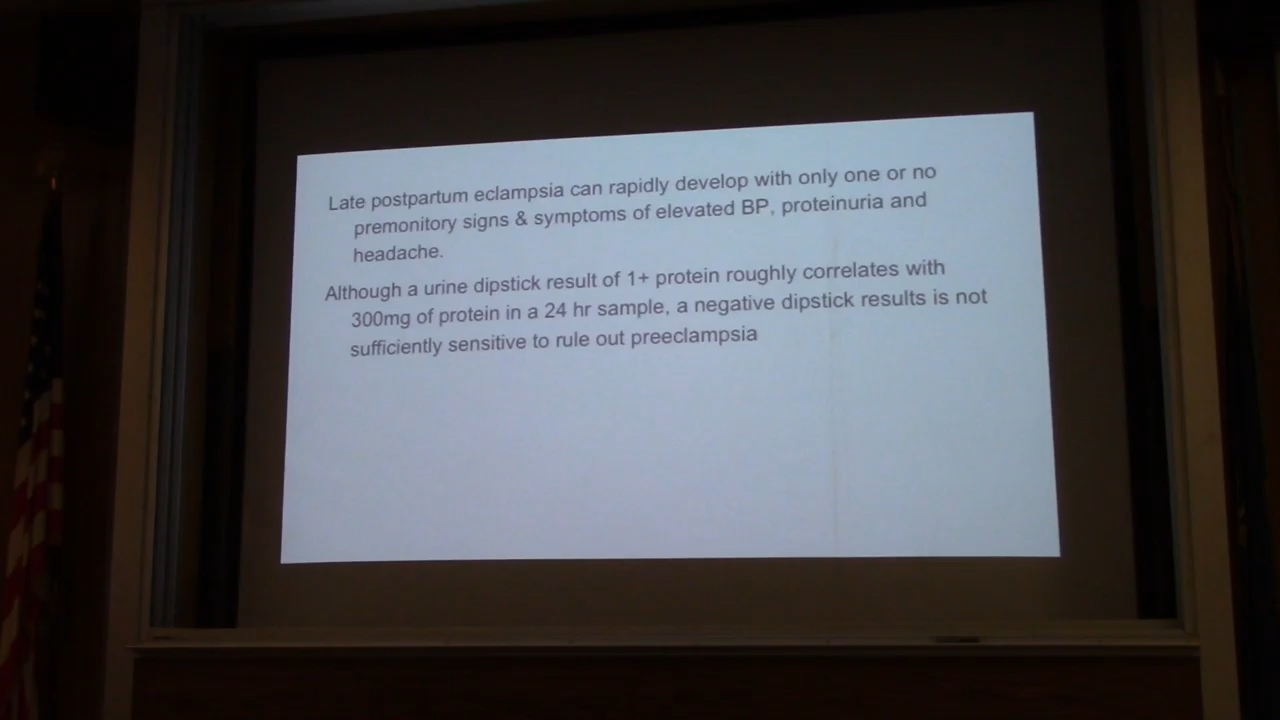 Late postpartum eclampsia can rapidly develop with only one or no
premonitory signs & symptoms of elevated BP, proteinuria and
headache.
Although a urine dipstick result of 1+ protein roughly correlates with
300mg of protein in a 24 hr sample, a negative dipstick results is not
sufficiently sensitive to rule out preeclampsia